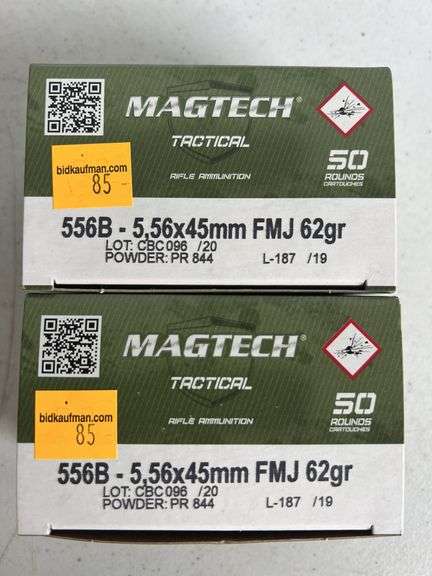 MAGTECH®
TACTICAL
RIFLE AMMUNITION
50
ROUNDS
CARTOUCHES
bidkaufman.com
85
556B - 5,56x45mm FMJ 62gr
LOT: CBC 096 /20
POWDER: PR 844 L-187 /19
MAGTECH®
TACTICAL
RIFLE AMMUNITION
50
ROUNDS
CARTOUCHES
bidkaufman.com
85
556B - 5,56x45mm FMJ 62gr
LOT: CBC 096 /20
POWDER: PR 844 L-187 /19